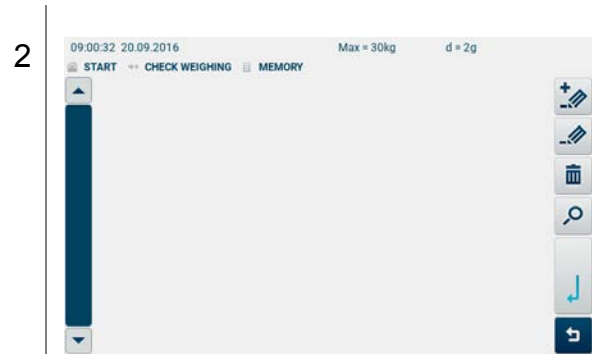 2
09:00:32 20.09.2016 Max = 30kg d = 2g
START CHECK WEIGHING MEMORY